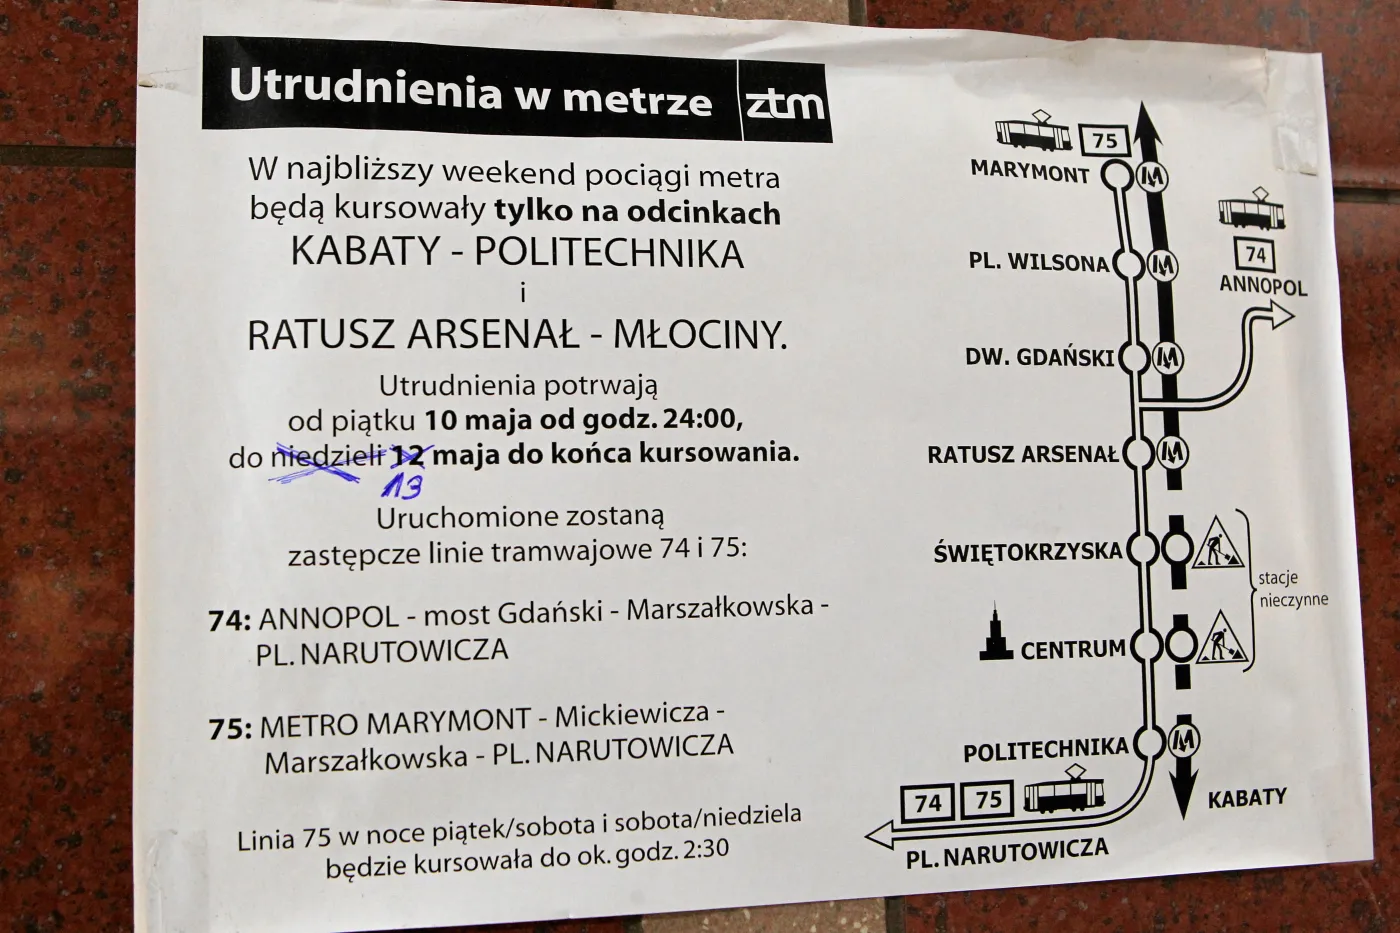 Utrudnienia w metrze
ztm
W najbliższy weekend pociągi metra
będą kursowały tylko na odcinkach
KABATY - POLITECHNIKA
i
RATUSZ ARSENAŁ - MŁOCINY.
Utrudnienia potrwają
od piątku 10 maja od godz. 24:00,
do niedzieli 12 maja do końca kursowania.
13
Uruchomione zostaną
zastępcze linie tramwajowe 74 i 75:
74: ANNOPOL - most Gdański - Marszałkowska -
PL. NARUTOWICZA
75: METRO MARYMONT - Mickiewicza -
Marszałkowska - PL. NARUTOWICZA
Linia 75 w noce piątek/sobota i sobota/niedziela
będzie kursowała do ok. godz. 2:30
75
MARYMONT M
74
ANNOPOL
PL. WILSONA M
DW. GDAŃSKI M
RATUSZ ARSENAŁ M
ŚWIĘTOKRZYSKA
stacje
nieczynne
CENTRUM
POLITECHNIKA M
74 75
KABATY
PL. NARUTOWICZA